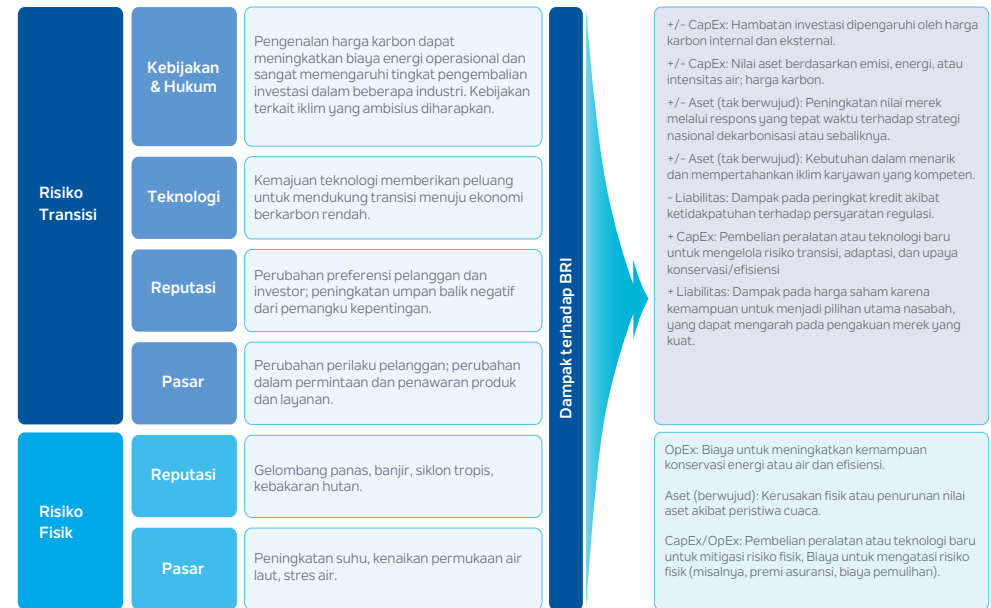 Risiko
Transisi
Kebijakan
& Hukum
Pengenalan harga karbon dapat
meningkatkan biaya energi operasional dan
sangat memengaruhi tingkat pengembalian
investasi dalam beberapa industri. Kebijakan
terkait iklim yang ambisius diharapkan.
Teknologi
Kemajuan teknologi memberikan peluang
untuk mendukung transisi menuju ekonomi
berkarbon rendah.
Reputasi
Perubahan preferensi pelanggan dan
investor; peningkatan umpan balik negatif
dari pemangku kepentingan.
Pasar
Perubahan perilaku pelanggan; perubahan
dalam permintaan dan penawaran produk
dan layanan.
Risiko
Fisik
Reputasi
Gelombang panas, banjir, siklon tropis,
kebakaran hutan.
Pasar
Peningkatan suhu, kenaikan permukaan air
laut, stres air.
Dampak terhadap BRI
+/- CapEx: Hambatan investasi dipengaruhi oleh harga
karbon internal dan eksternal.
+/- CapEx: Nilai aset berdasarkan emisi, energi, atau
intensitas air; harga karbon.
+/- Aset (tak berwujud): Peningkatan nilai merek
melalui respons yang tepat waktu terhadap strategi
nasional dekarbonisasi atau sebaliknya.
+/- Aset (tak berwujud): Kebutuhan dalam menarik
dan mempertahankan iklim karyawan yang kompeten.
- Liabilitas: Dampak pada peringkat kredit akibat
ketidakpatuhan terhadap persyaratan regulasi.
+ CapEx: Pembelian peralatan atau teknologi baru
untuk mengelola risiko transisi, adaptasi, dan upaya
konservasi/efisiensi
+ Liabilitas: Dampak pada harga saham karena
kemampuan untuk menjadi pilihan utama nasabah,
yang dapat mengarah pada pengakuan merek yang
kuat.
OpEx: Biaya untuk meningkatkan kemampuan
konservasi energi atau air dan efisiensi.
Aset (berwujud): Kerusakan fisik atau penurunan nilai
aset akibat peristiwa cuaca.
CapEx/OpEx: Pembelian peralatan atau teknologi baru
untuk mitigasi risiko fisik, Biaya untuk mengatasi risiko
fisik (misalnya, premi asuransi, biaya pemulihan).